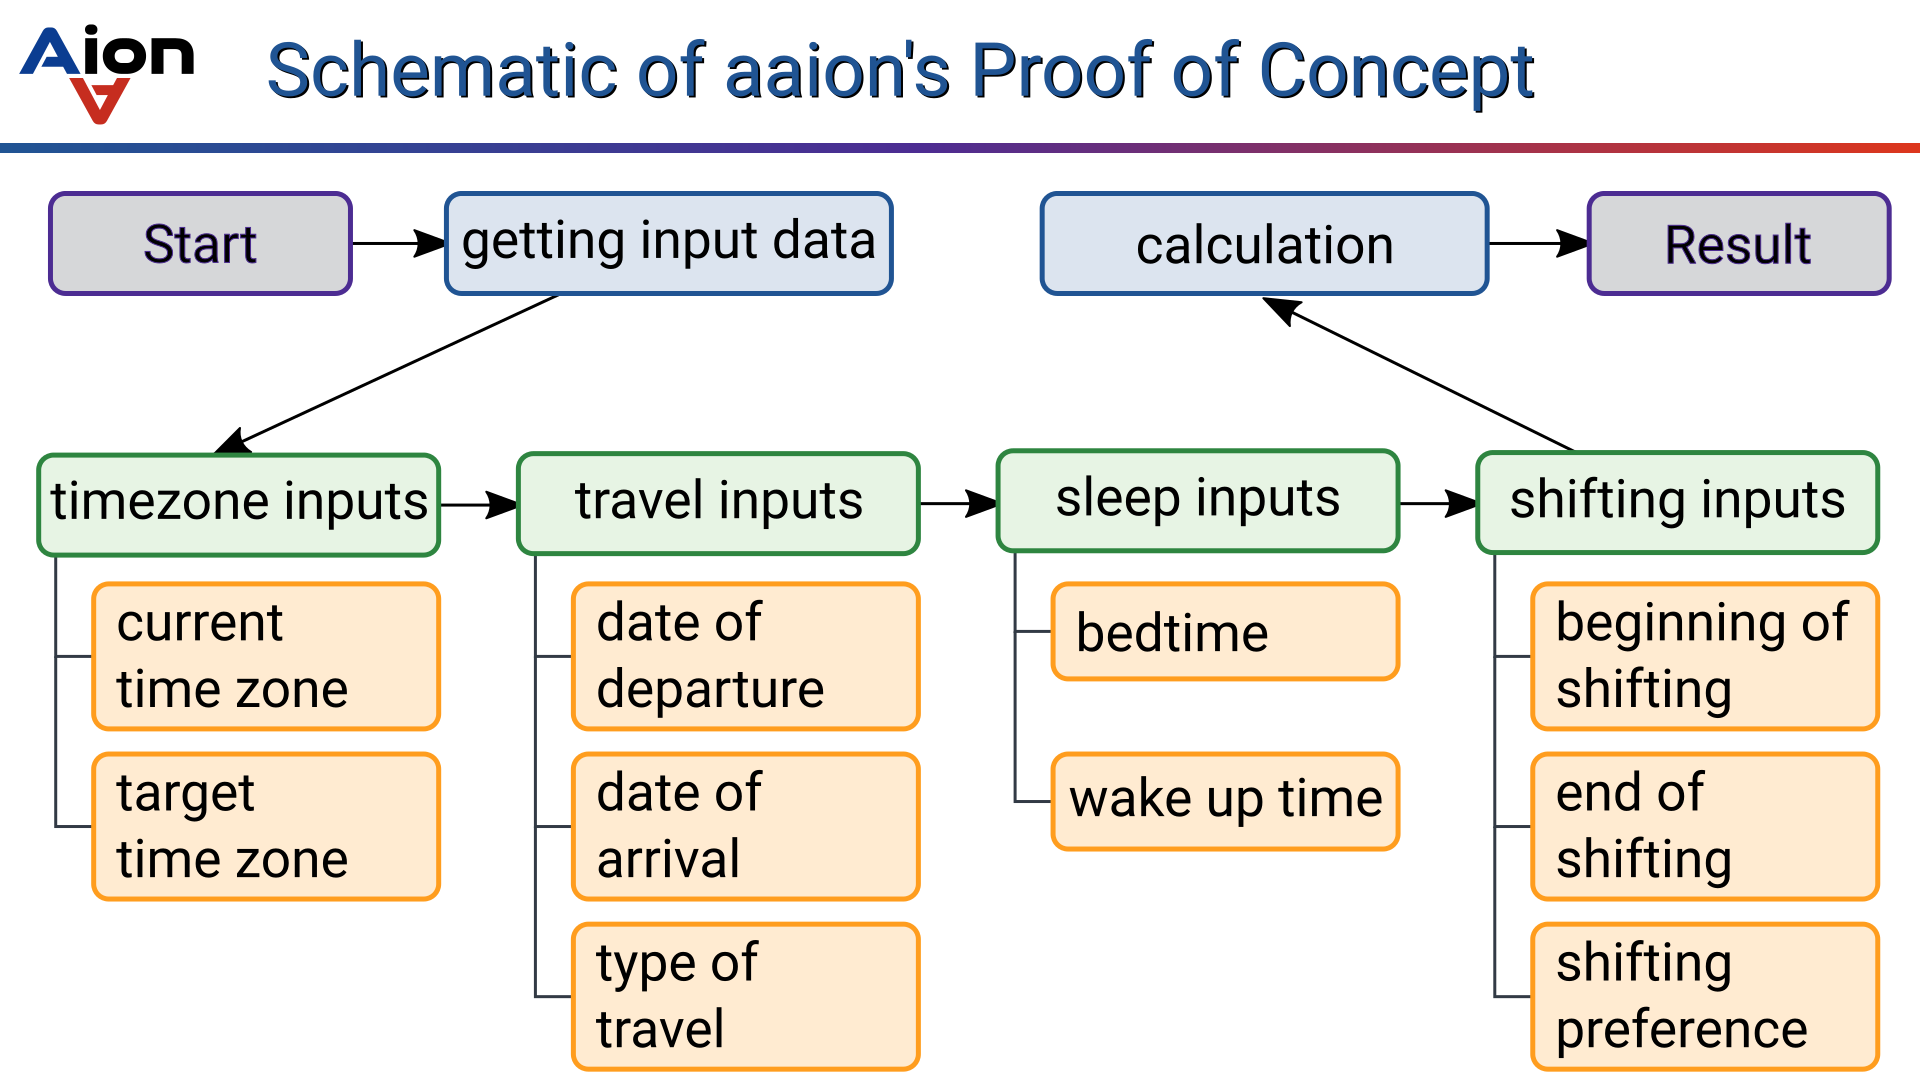 Aion
A
Schematic of aaion's Proof of Concept
Start
getting input data
calculation
Result
timezone inputs
travel inputs
sleep inputs
shifting inputs
current
time zone
target
time zone
date of
departure
date of
arrival
type of
travel
bedtime
wake up time
beginning of
shifting
end of
shifting
shifting
preference